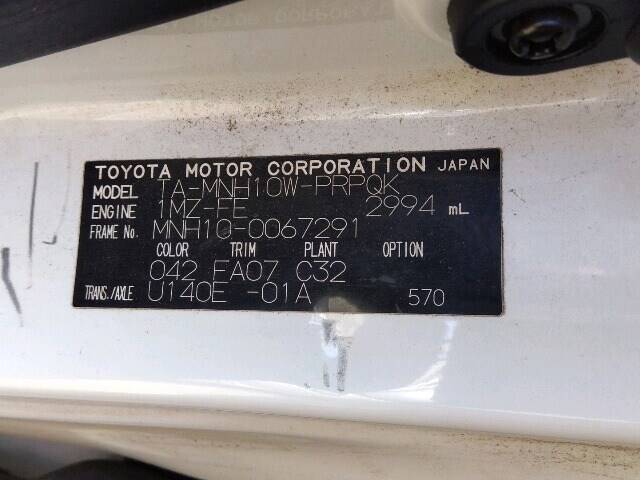 TOYOTA MOTOR CORPORATION JAPAN
MODEL TA-MNH10W-PRPQK
ENGINE 1MZ-FE 2994 mL
FRAME No. MNH10-0067291
COLOR TRIM PLANT OPTION
042 FA07 C32
TRANS./AXLE U140E -01A 570